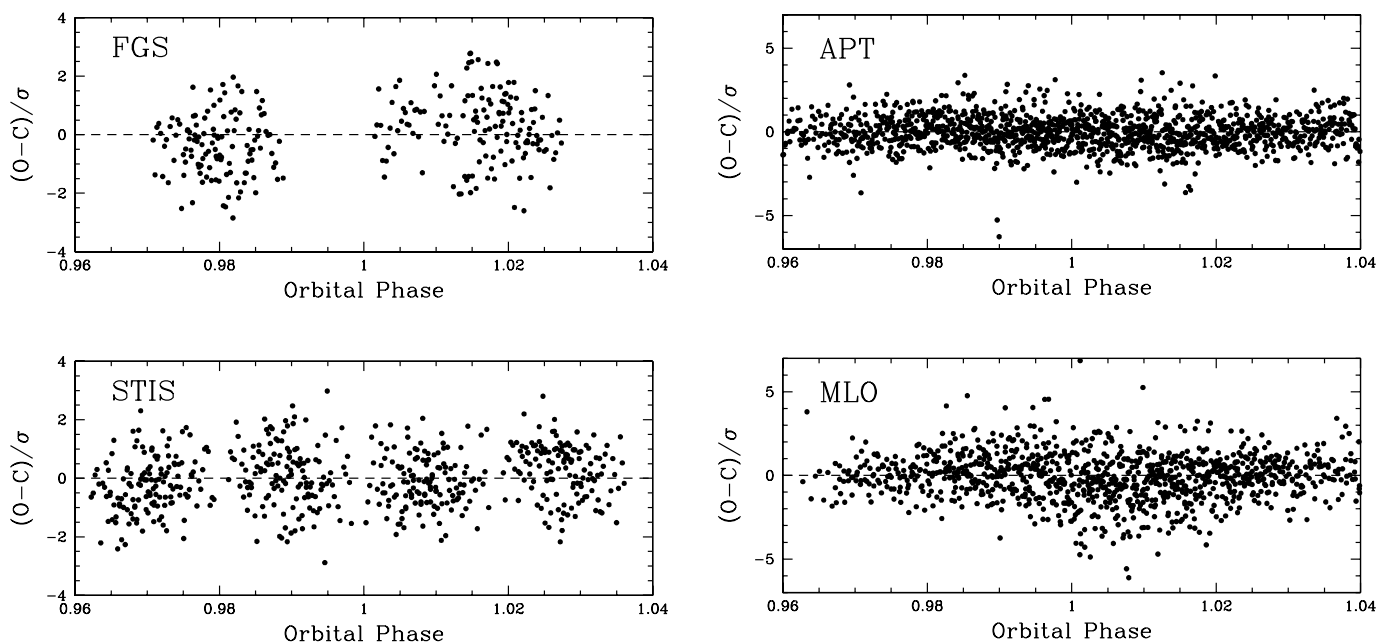 FGS
(O−C)/σ
4
2
0
−2
−4
0.96 0.98 1 1.02 1.04
Orbital Phase
APT
(O−C)/σ
5
0
−5
0.96 0.98 1 1.02 1.04
Orbital Phase
STIS
(O−C)/σ
4
2
0
−2
−4
0.96 0.98 1 1.02 1.04
Orbital Phase
MLO
(O−C)/σ
5
0
−5
0.96 0.98 1 1.02 1.04
Orbital Phase